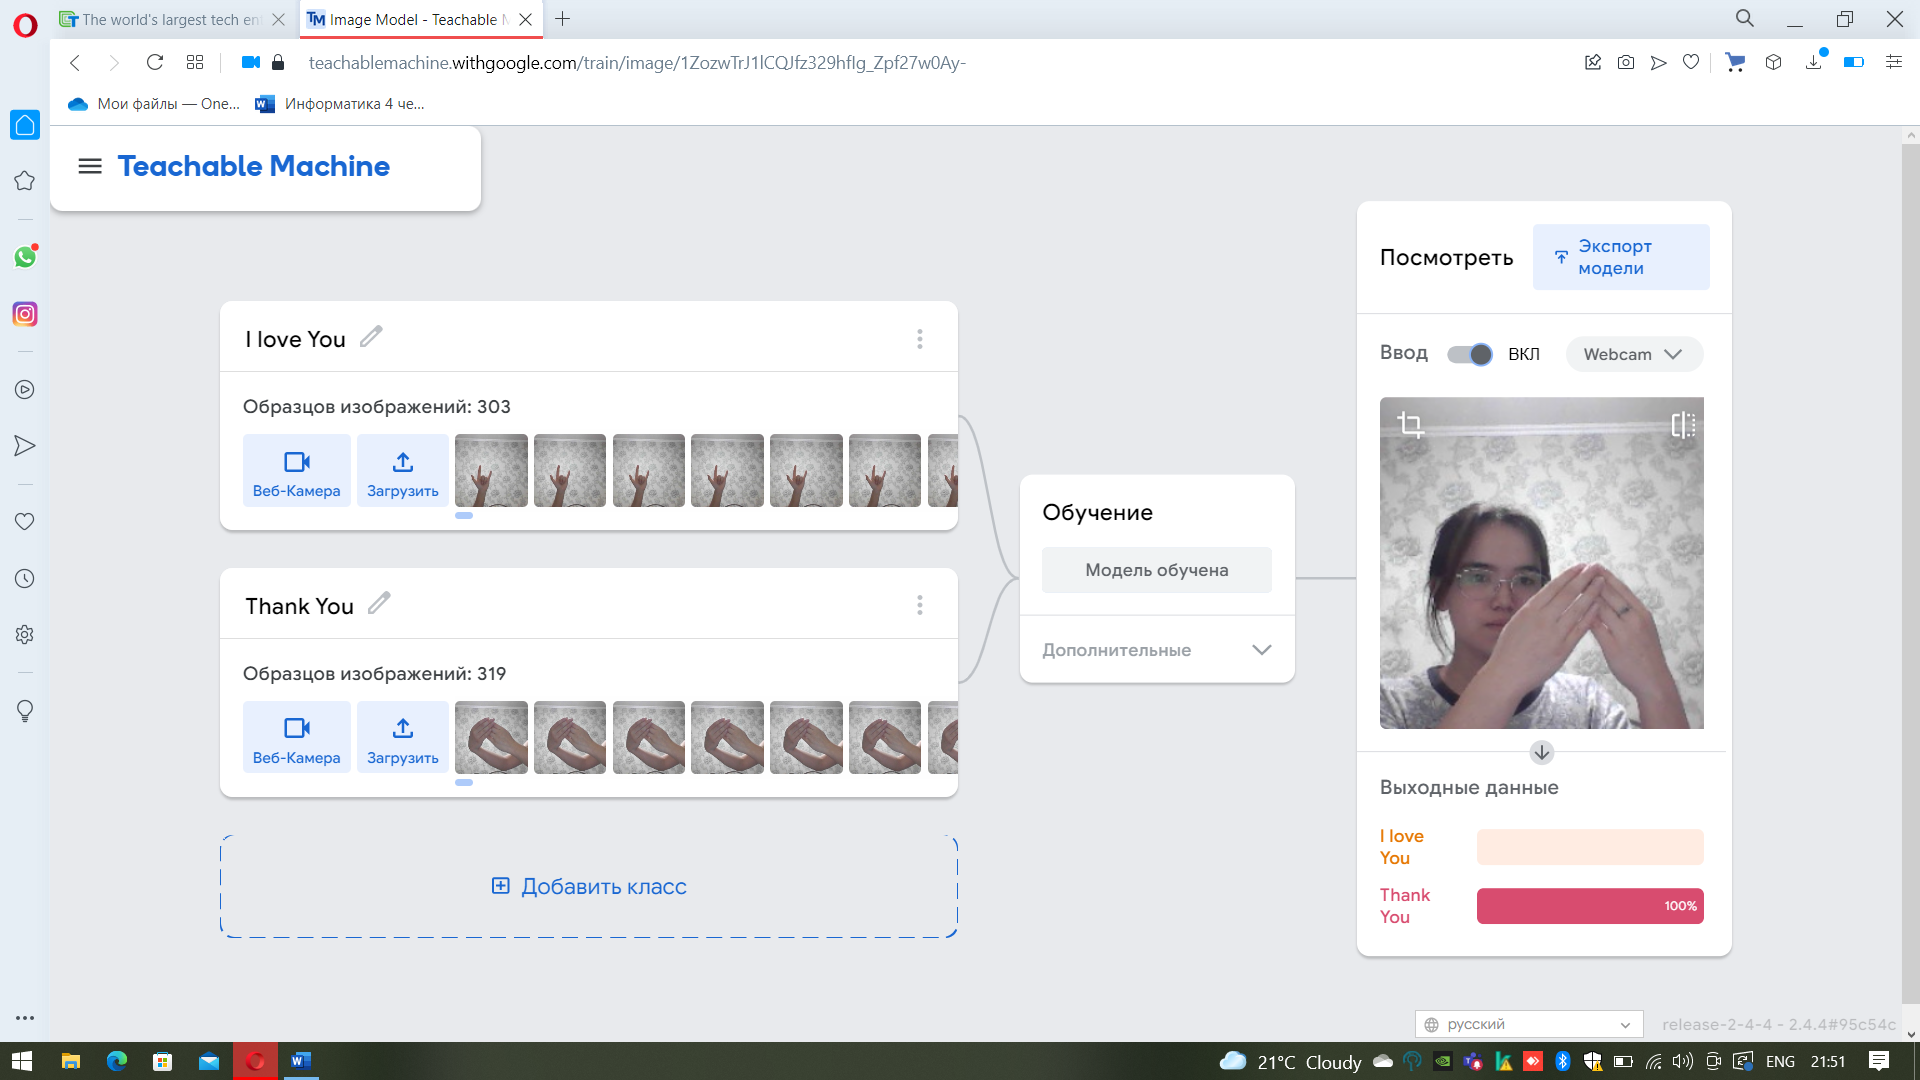 The world's largest tech en
Image Model - Teachable M
teachablemachine.withgoogle.com/train/image/1ZozwTrJ1lCQJfz329hfIg_Zpf27w0Ay-
Мои файлы — One...
Информатика 4 че...
Teachable Machine
I love You
Образцов изображений: 303
Веб-Камера
Загрузить
Thank You
Образцов изображений: 319
Веб-Камера
Загрузить
Добавить класс
Обучение
Модель обучена
Дополнительные
Посмотреть
Экспорт
модели
Ввод
ВКЛ
Webcam
Выходные данные
I love
You
Thank
You
100%
русский
release-2-4-4 - 2.4.4#95c54c
21°C Cloudy
ENG
21:51